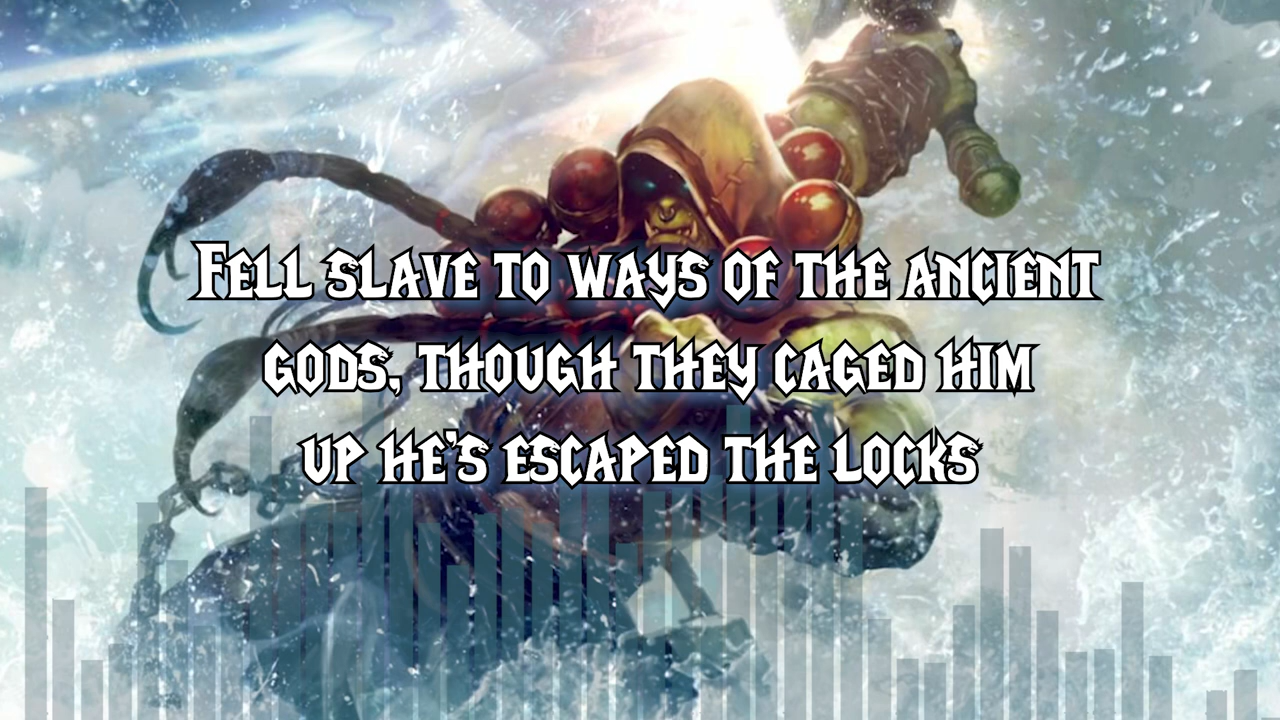 Fell slave to ways of the ancient
gods, though they caged him
up he's escaped the locks